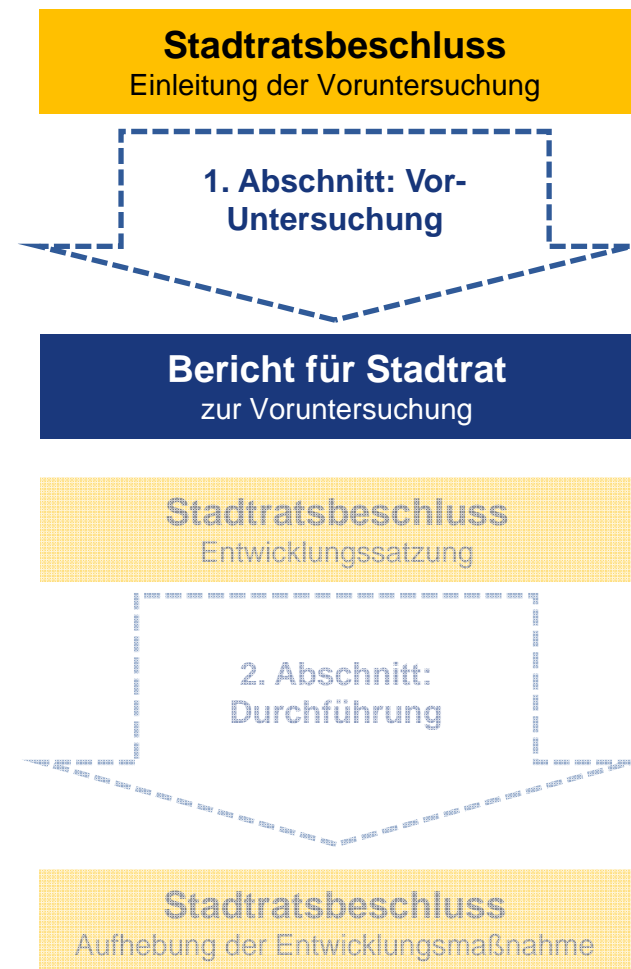 Stadtratsbeschluss
Einleitung der Voruntersuchung
1. Abschnitt: Vor-
Untersuchung
Bericht für Stadtrat
zur Voruntersuchung
Stadtratsbeschluss
Entwicklungssatzung
2. Abschnitt:
Durchführung
Stadtratsbeschluss
Aufhebung der Entwicklungsmaßnahme